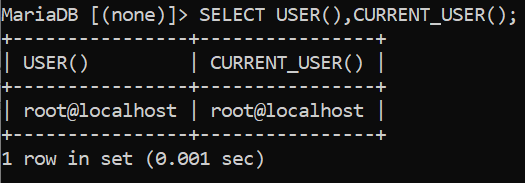 MariaDB [(none)]> SELECT USER(),CURRENT_USER();
+----------------+----------------+
| USER()         | CURRENT_USER() |
+----------------+----------------+
| root@localhost | root@localhost |
+----------------+----------------+
1 row in set (0.001 sec)